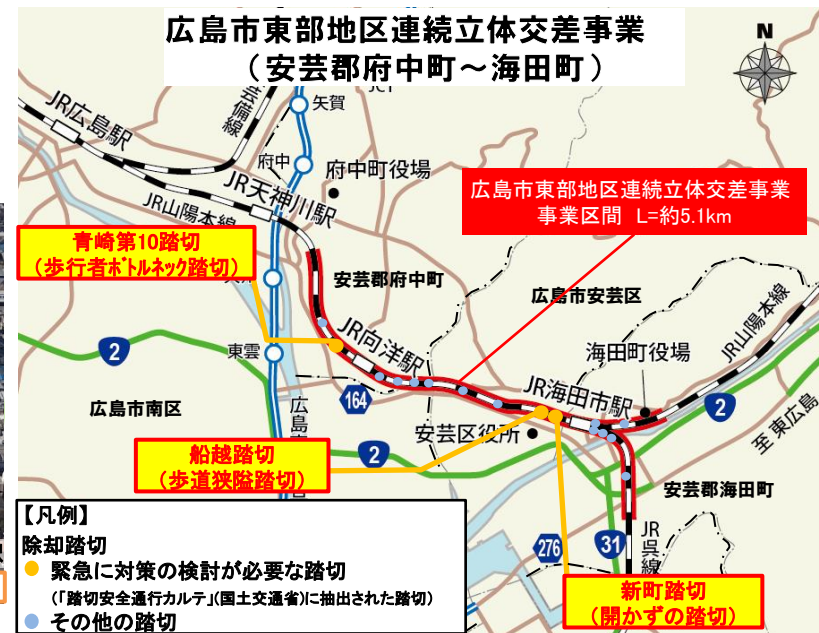 広島市東部地区連続立体交差事業
（安芸郡府中町～海田町）
N
JR広島駅
芸備線
矢賀
府中
府中町役場
JR天神川駅
JR山陽本線
広島市東部地区連続立体交差事業
事業区間 L=約5.1km
青崎第10踏切
（歩行者ﾎﾞﾄﾙﾈｯｸ踏切）
安芸郡府中町
広島市安芸区
JR向洋駅
JR山陽本線
2
東雲
海田町役場
164
JR海田市駅
2
広島市南区
安芸区役所
至 東広島
船越踏切
（歩道狭隘踏切）
2
安芸郡海田町
【凡例】
除却踏切
緊急に対策の検討が必要な踏切
(「踏切安全通行カルテ」(国土交通省)に抽出された踏切)
その他の踏切
276
31
JR呉線
新町踏切
（開かずの踏切）